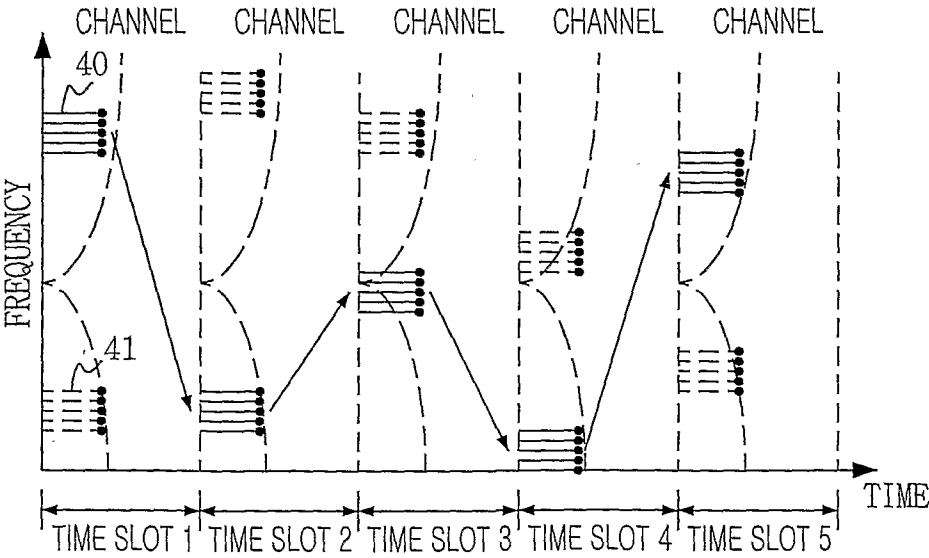 CHANNEL CHANNEL CHANNEL CHANNEL CHANNEL
40
FREQUENCY
41
TIME
TIME SLOT 1 TIME SLOT 2 TIME SLOT 3 TIME SLOT 4 TIME SLOT 5